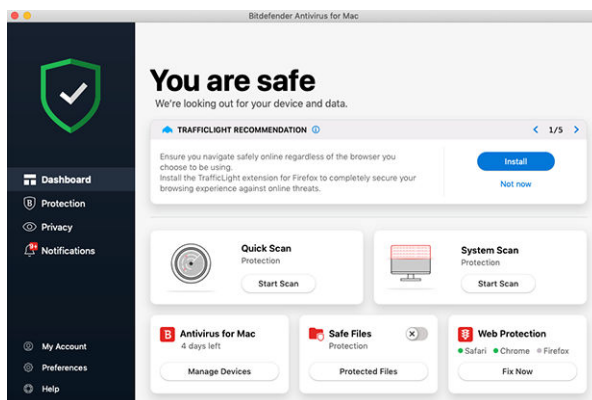 Bitdefender Antivirus for Mac
You are safe
We're looking out for your device and data.
TRAFFICLIGHT RECOMMENDATION
1/5
Ensure you navigate safely online regardless of the browser you
choose to be using.
Install the TrafficLight extension for Firefox to completely secure your
browsing experience against online threats.
Install
Not now
Dashboard
B Protection
Privacy
9+ Notifications
Quick Scan
Protection
Start Scan
System Scan
Protection
Start Scan
B Antivirus for Mac
4 days left
Manage Devices
Safe Files
Protection
Protected Files
Web Protection
Safari Chrome Firefox
Fix Now
My Account
Preferences
Help